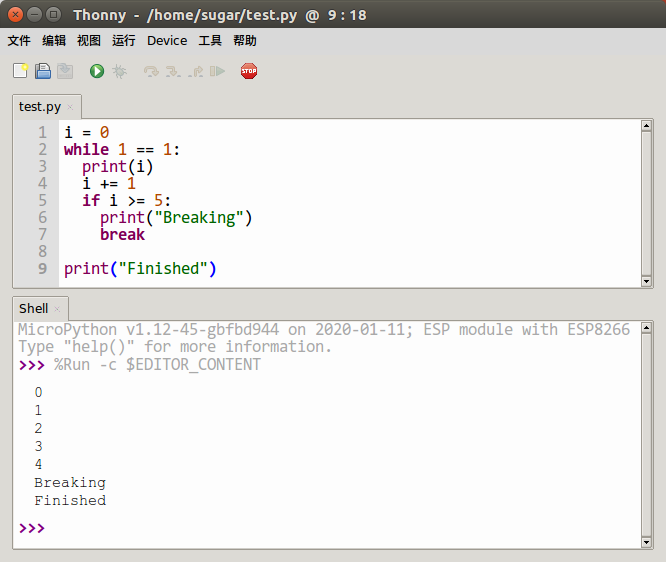 Thonny - /home/sugar/test.py @ 9 : 18
文件 编辑 视图 运行 Device 工具 帮助
STOP
test.py
1 i = 0
2 while 1 == 1:
3   print(i)
4   i += 1
5   if i >= 5:
6     print("Breaking")
7     break
8
9 print("Finished")
Shell
MicroPython v1.12-45-gbfbd944 on 2020-01-11; ESP module with ESP8266
Type "help()" for more information.
>>> %Run -c $EDITOR_CONTENT
0
1
2
3
4
Breaking
Finished
>>>